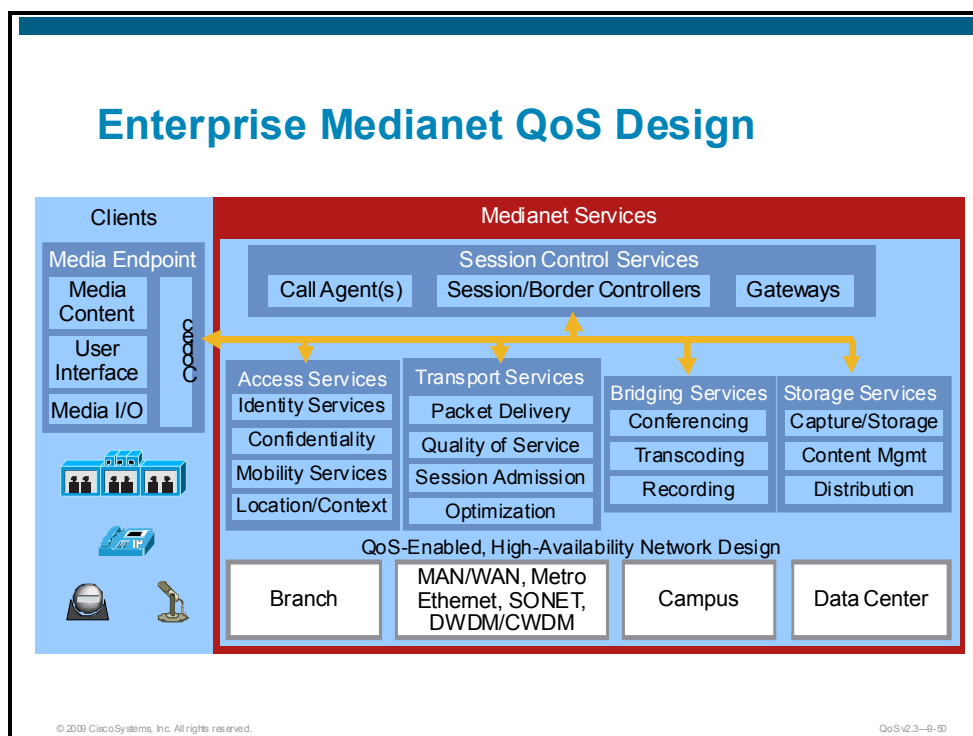 Enterprise Medianet QoS Design
Clients
Medianet Services
Media Endpoint
Media
Content
User
Interface
Media I/O
Codec
Session Control Services
Call Agent(s)
Session/Border Controllers
Gateways
Access Services
Identity Services
Confidentiality
Mobility Services
Location/Context
Transport Services
Packet Delivery
Quality of Service
Session Admission
Optimization
Bridging Services
Conferencing
Transcoding
Recording
Storage Services
Capture/Storage
Content Mgmt
Distribution
IP
QoS-Enabled, High-Availability Network Design
Branch
MAN/WAN, Metro
Ethernet, SONET,
DWDM/CWDM
Campus
Data Center
© 2009 Cisco Systems, Inc. All rights reserved.
QoS v2.3—9-50